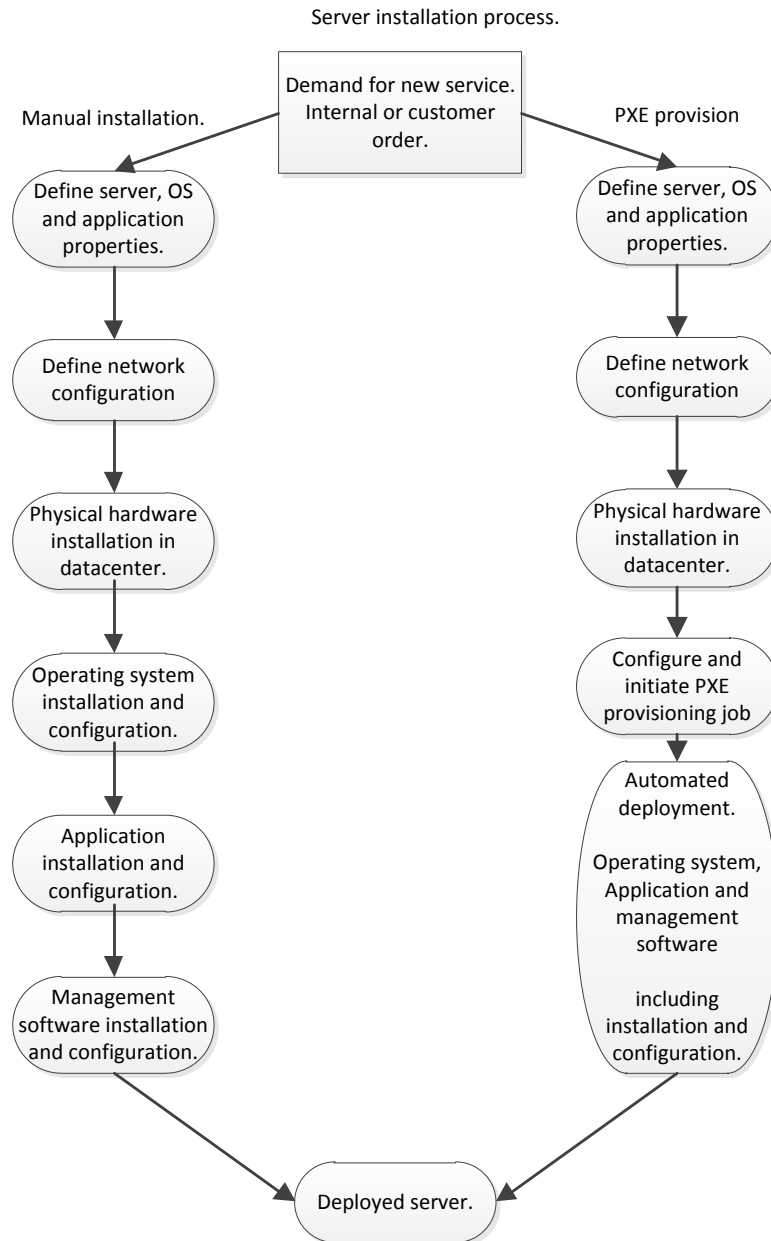 Server installation process.
Demand for new service.
Internal or customer
order.
Manual installation.
PXE provision
Define server, OS
and application
properties.
Define network
configuration
Physical hardware
installation in
datacenter.
Operating system
installation and
configuration.
Application
installation and
configuration.
Management
software installation
and configuration.
Define server, OS
and application
properties.
Define network
configuration
Physical hardware
installation in
datacenter.
Configure and
initiate PXE
provisioning job
Automated
deployment.
Operating system,
Application and
management
software
including
installation and
configuration.
Deployed server.